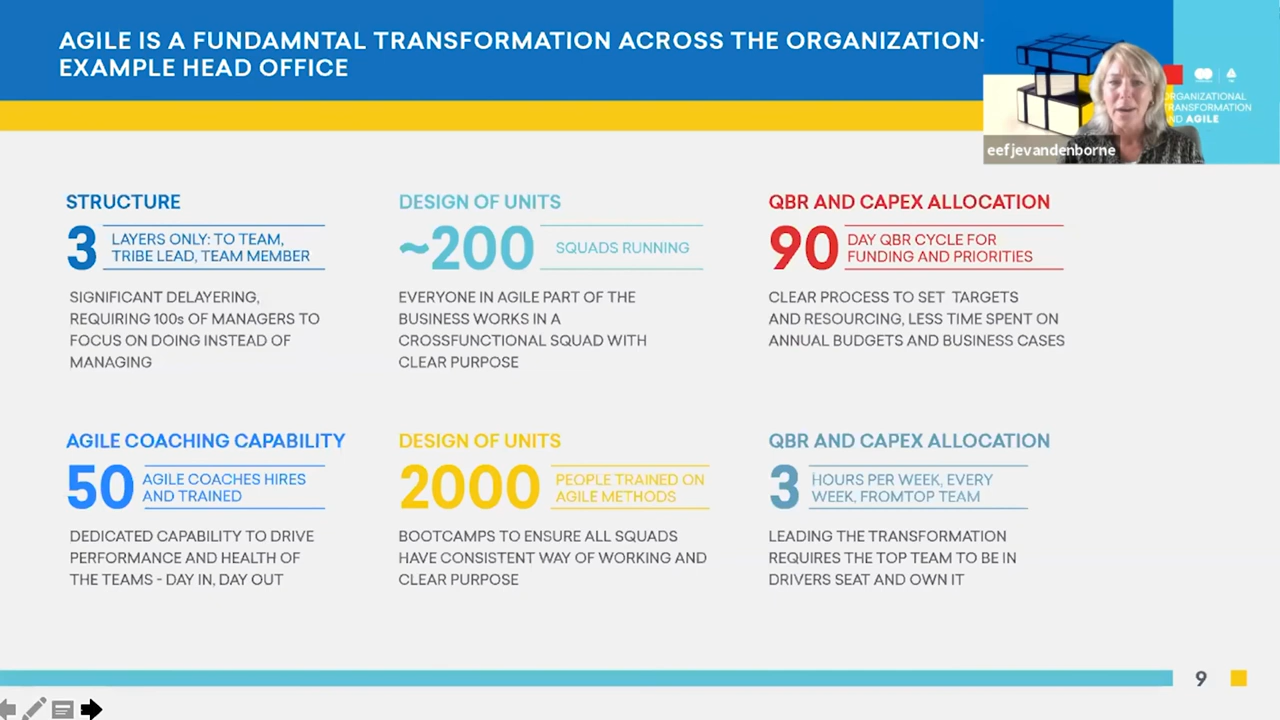 AGILE IS A FUNDAMNTAL TRANSFORMATION ACROSS THE ORGANIZATION-
EXAMPLE HEAD OFFICE
ORGANIZATIONAL
TRANSFORMATION
AND AGILE
eefjevandenborne
STRUCTURE
3 LAYERS ONLY: TO TEAM,
TRIBE LEAD, TEAM MEMBER
SIGNIFICANT DELAYERING,
REQUIRING 100s OF MANAGERS TO
FOCUS ON DOING INSTEAD OF
MANAGING
DESIGN OF UNITS
~200 SQUADS RUNNING
EVERYONE IN AGILE PART OF THE
BUSINESS WORKS IN A
CROSSFUNCTIONAL SQUAD WITH
CLEAR PURPOSE
QBR AND CAPEX ALLOCATION
90 DAY QBR CYCLE FOR
FUNDING AND PRIORITIES
CLEAR PROCESS TO SET TARGETS
AND RESOURCING, LESS TIME SPENT ON
ANNUAL BUDGETS AND BUSINESS CASES
AGILE COACHING CAPABILITY
50 AGILE COACHES HIRES
AND TRAINED
DEDICATED CAPABILITY TO DRIVE
PERFORMANCE AND HEALTH OF
THE TEAMS - DAY IN, DAY OUT
DESIGN OF UNITS
2000 PEOPLE TRAINED ON
AGILE METHODS
BOOTCAMPS TO ENSURE ALL SQUADS
HAVE CONSISTENT WAY OF WORKING AND
CLEAR PURPOSE
QBR AND CAPEX ALLOCATION
3 HOURS PER WEEK, EVERY
WEEK, FROMTOP TEAM
LEADING THE TRANSFORMATION
REQUIRES THE TOP TEAM TO BE IN
DRIVERS SEAT AND OWN IT
9